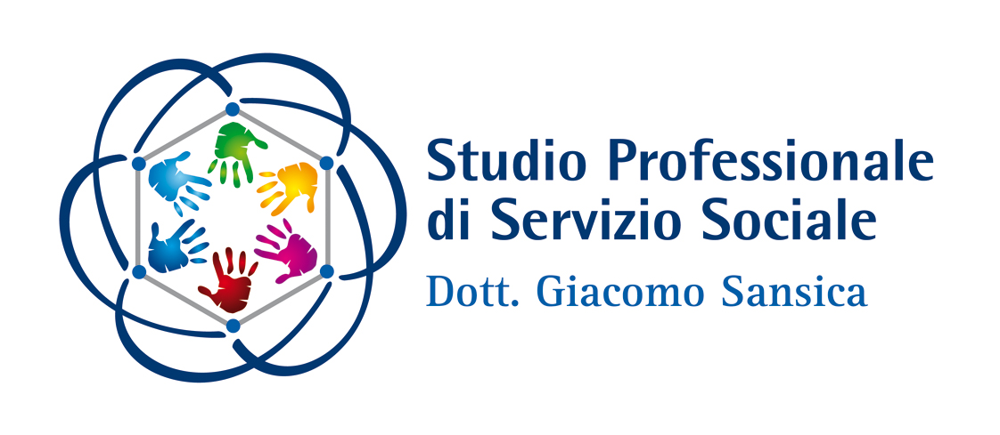 Studio Professionale
di Servizio Sociale
Dott. Giacomo Sansica